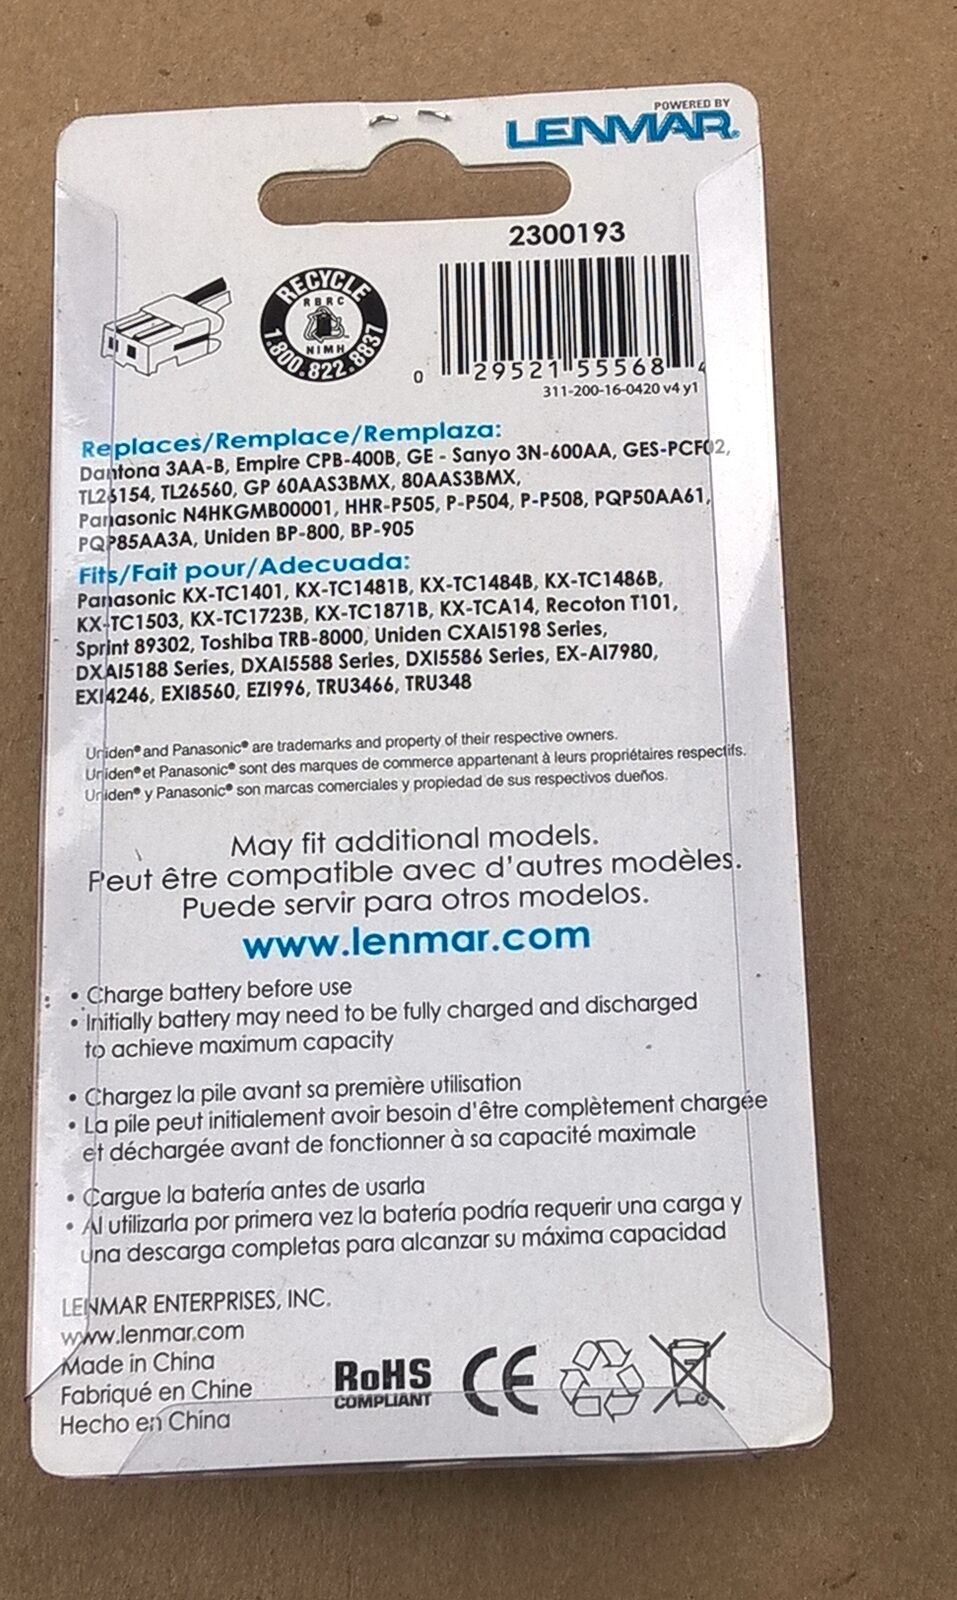 POWERED BY
LENMAR®
2300193
RECYCLE
RBRC
NIMH
1.800.822.8837
0 29521 55568 4
311-200-16-0420 v4 y1
Replaces/Remplace/Remplaza:
Dantona 3AA-B, Empire CPB-400B, GE - Sanyo 3N-600AA, GES-PCF02,
TL26154, TL26560, GP 60AAS3BMX, 80AAS3BMX,
Panasonic N4HKGMB00001, HHR-P505, P-P504, P-P508, PQP50AA61,
PQP85AA3A, Uniden BP-800, BP-905
Fits/Fait pour/Adecuada:
Panasonic KX-TC1401, KX-TC1481B, KX-TC1484B, KX-TC1486B,
KX-TC1503, KX-TC1723B, KX-TC1871B, KX-TCA14, Recoton T101,
Sprint 89302, Toshiba TRB-8000, Uniden CXAI5198 Series,
DXAI5188 Series, DXAI5588 Series, DXI5586 Series, EX-AI7980,
EXI4246, EXI8560, EZI996, TRU3466, TRU348
Uniden® and Panasonic® are trademarks and property of their respective owners.
Uniden® et Panasonic® sont des marques de commerce appartenant à leurs propriétaires respectifs.
Uniden® y Panasonic® son marcas comerciales y propiedad de sus respectivos dueños.
May fit additional models.
Peut être compatible avec d'autres modèles.
Puede servir para otros modelos.
www.lenmar.com
• Charge battery before use
• Initially battery may need to be fully charged and discharged
to achieve maximum capacity
• Chargez la pile avant sa première utilisation
• La pile peut initialement avoir besoin d'être complètement chargée
et déchargée avant de fonctionner à sa capacité maximale
• Cargue la batería antes de usarla
• Al utilizarla por primera vez la batería podría requerir una carga y
una descarga completas para alcanzar su máxima capacidad
LENMAR ENTERPRISES, INC.
www.lenmar.com
Made in China
Fabriqué en Chine
Hecho en China
RoHS
COMPLIANT
CE